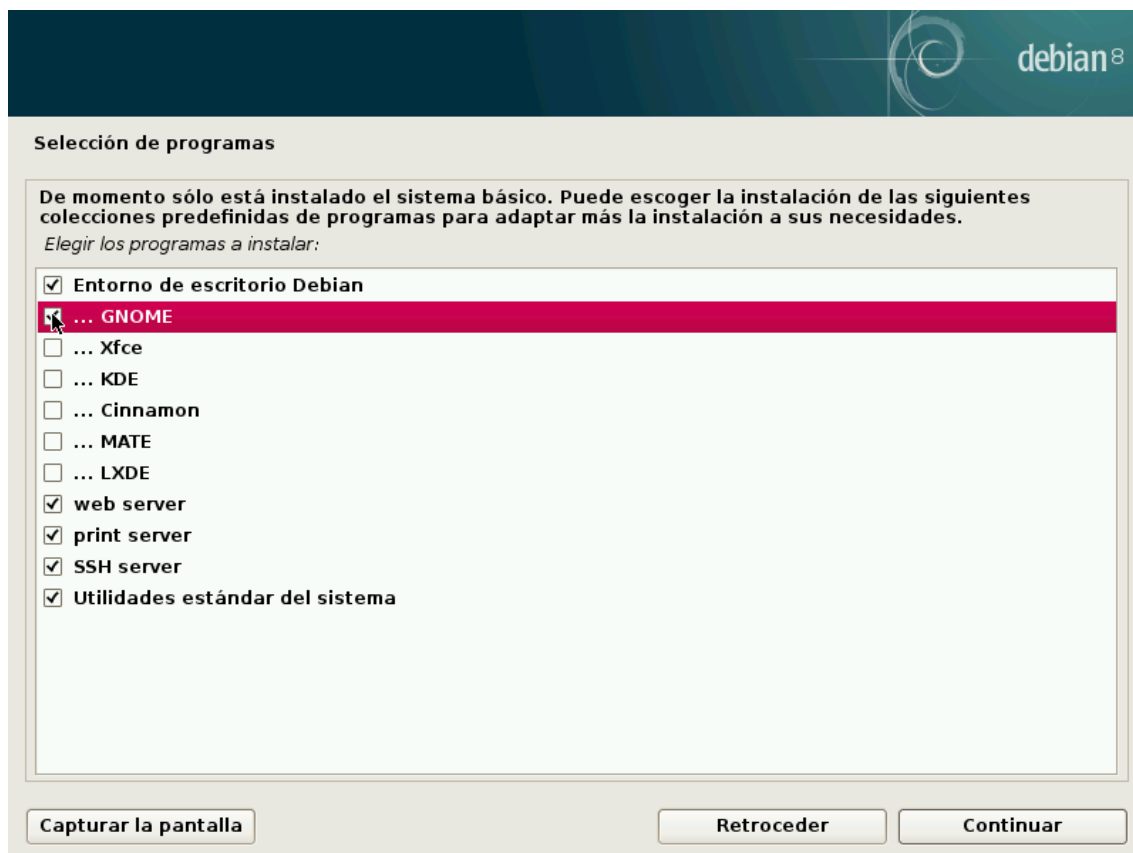 debian 8
Selección de programas
De momento sólo está instalado el sistema básico. Puede escoger la instalación de las siguientes
colecciones predefinidas de programas para adaptar más la instalación a sus necesidades.
Elegir los programas a instalar:
Entorno de escritorio Debian
... GNOME
... Xfce
... KDE
... Cinnamon
... MATE
... LXDE
web server
print server
SSH server
Utilidades estándar del sistema
Capturar la pantalla
Retroceder
Continuar